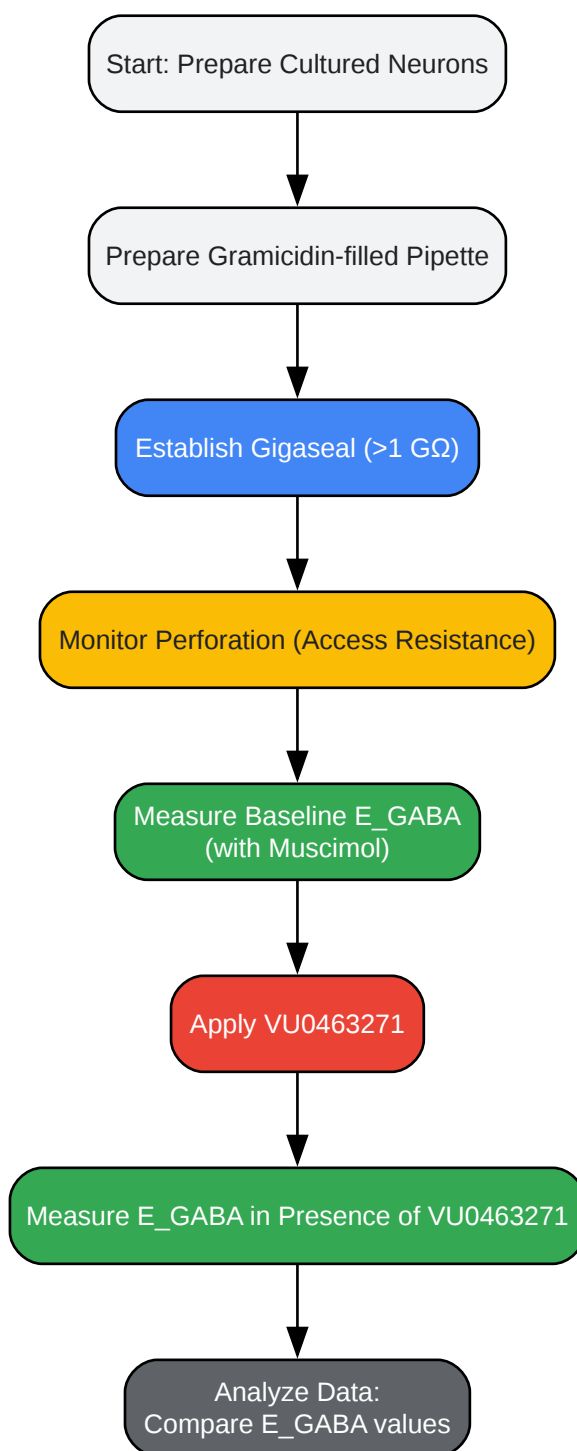 Start: Prepare Cultured Neurons
Prepare Gramicidin-filled Pipette
Establish Gigaseal (>1 GΩ)
Monitor Perforation (Access Resistance)
Measure Baseline E_GABA
(with Muscimol)
Apply VU0463271
Measure E_GABA in Presence of VU0463271
Analyze Data:
Compare E_GABA values